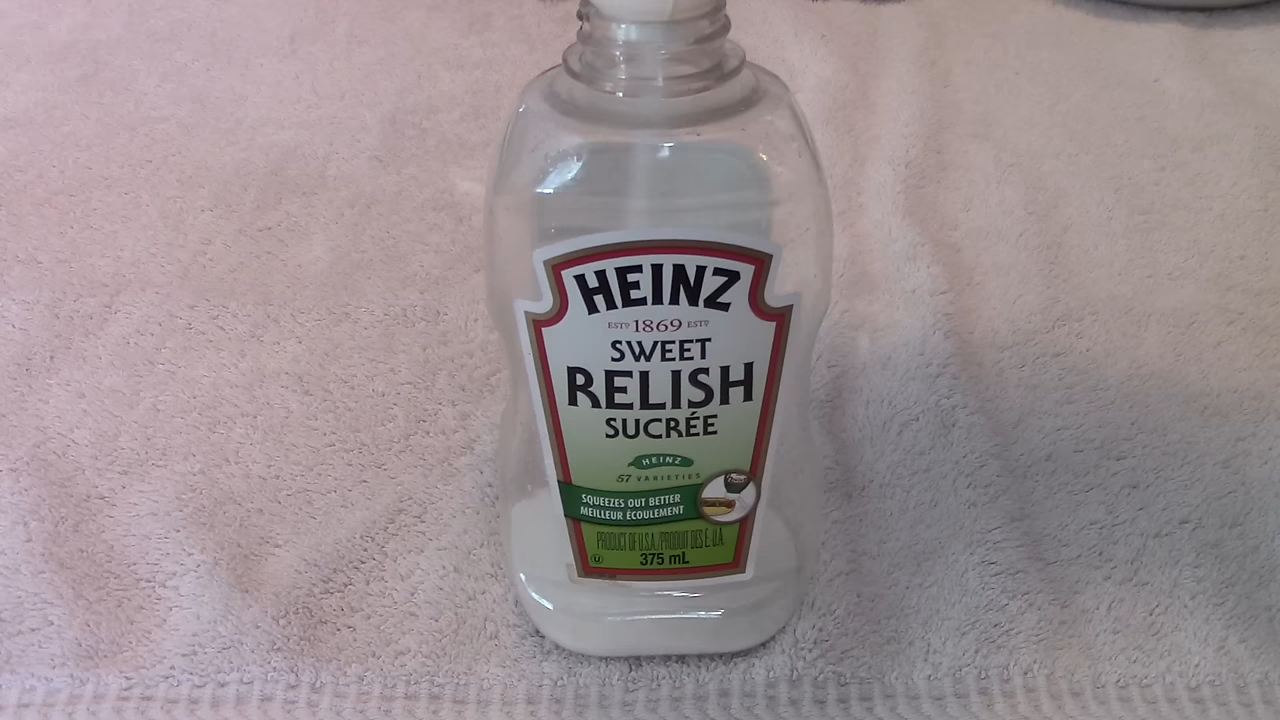 HEINZ
ESTD 1869 ESTD
SWEET
RELISH
SUCRÉE
HEINZ
57 VARIETIES
SQUEEZES OUT BETTER
MEILLEUR ÉCOULEMENT
PRODUCT OF U.S.A./PRODUIT DES É.-U.A.
U 375 mL